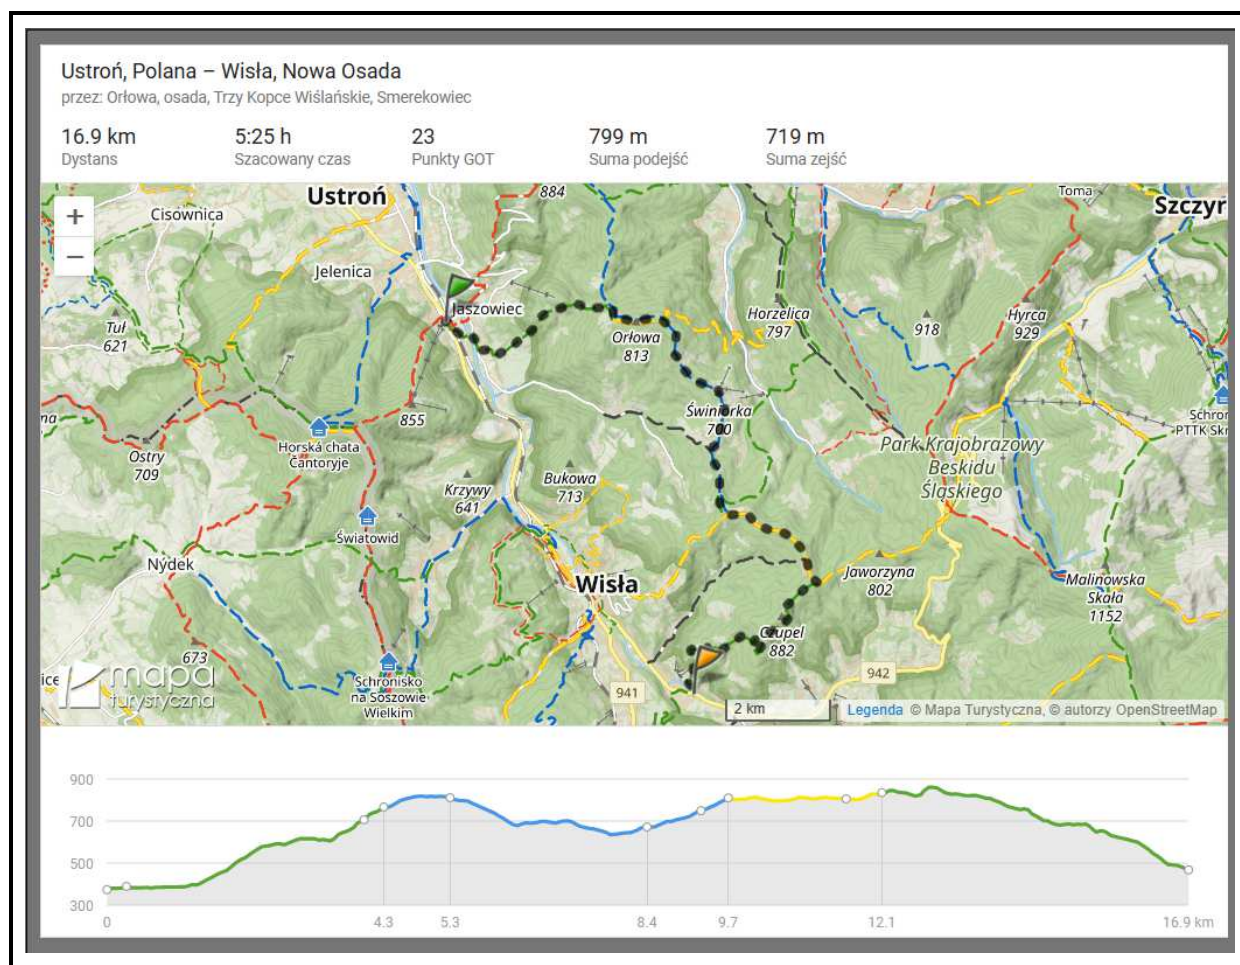 Ustroń, Polana – Wisła, Nowa Osada
przez: Orłowa, osada, Trzy Kopce Wiślańskie, Smerekowiec
16.9 km 5:25 h 23 799 m 719 m
Dystans Szacowany czas Punkty GOT Suma podejść Suma zejść
+
−
Ustroń
884
Toma
Cisownica
Szczyr
Jelenica
Jaszowiec
Tuł
621
Orłowa
813
Horzelica
797
918
Hyrca
929
na
855
Świniorka
700
Schron
PTTK Skr
Horská chata
Čantoryje
Ostry
709
Park Krajobrazowy
Beskidu
Śląskiego
Krzywy
641
Bukowa
713
Światowid
Nýdek
Wisła
Jaworzyna
802
Malinowska
Skała
1152
Czupel
882
673
mapa
turystyczna
Schronisko
na Soszowie
Wielkim
941
942
2 km
Legenda © Mapa Turystyczna, © autorzy OpenStreetMap
900
700
500
300
0 4.3 5.3 8.4 9.7 12.1 16.9 km